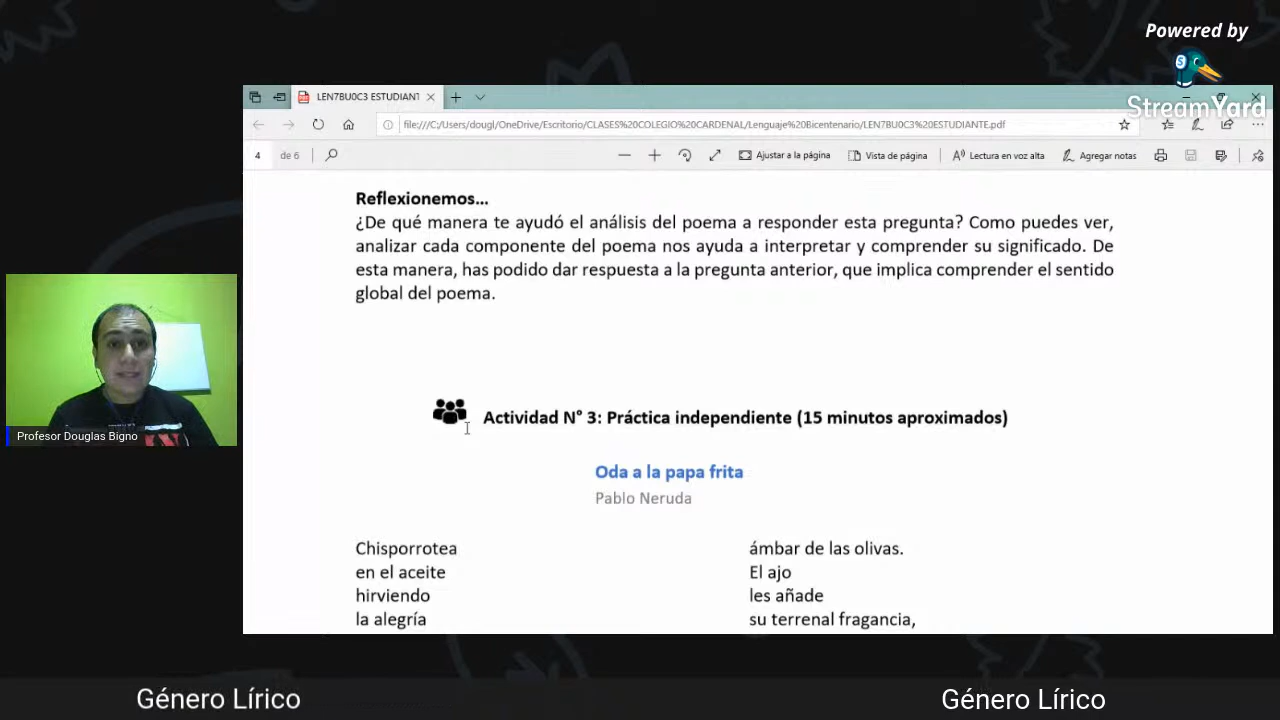 Powered by
StreamYard
LEN7BU0C3 ESTUDIANT
file:///C:/Users/dougl/OneDrive/Escritorio/CLASES%20COLEGIO%20CARDENAL/Lenguaje%20Bicentenario/LEN7BU0C3%20ESTUDIANTE.pdf
4 de 6 Ajustar a la página Vista de página Lectura en voz alta Agregar notas
Reflexionemos...
¿De qué manera te ayudó el análisis del poema a responder esta pregunta? Como puedes ver,
analizar cada componente del poema nos ayuda a interpretar y comprender su significado. De
esta manera, has podido dar respuesta a la pregunta anterior, que implica comprender el sentido
global del poema.
Actividad N° 3: Práctica independiente (15 minutos aproximados)
Oda a la papa frita
Pablo Neruda
Chisporrotea
en el aceite
hirviendo
la alegría
ámbar de las olivas.
El ajo
les añade
su terrenal fragancia,
Profesor Douglas Bigno
Género Lírico
Género Lírico